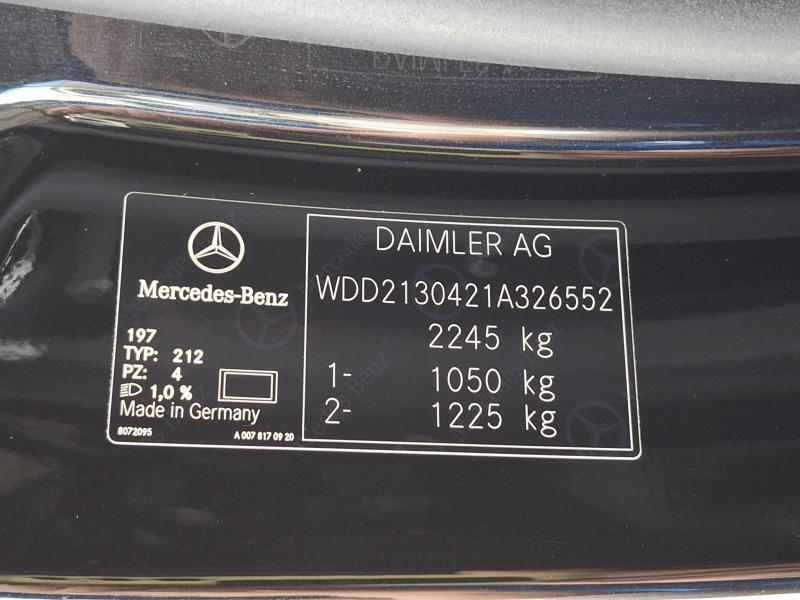 Mercedes-Benz
197
TYP: 212
PZ: 4
1,0 %
Made in Germany
8072095
A 007 817 09 20
DAIMLER AG
WDD2130421A326552
2245 kg
1- 1050 kg
2- 1225 kg